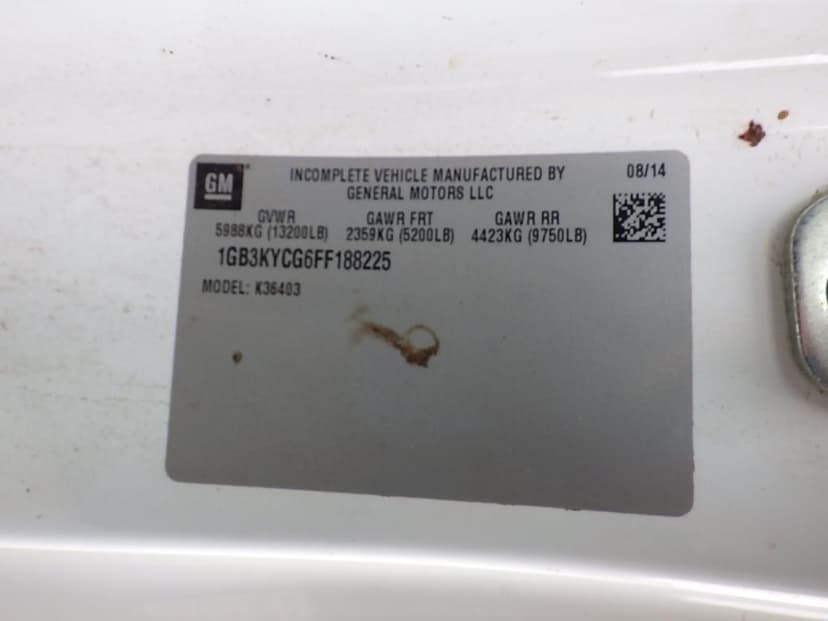 GM
INCOMPLETE VEHICLE MANUFACTURED BY
GENERAL MOTORS LLC
08/14
GVWR GAWR FRT GAWR RR
5988KG (13200LB) 2359KG (5200LB) 4423KG (9750LB)
1GB3KYCG6FF188225
MODEL: K36403